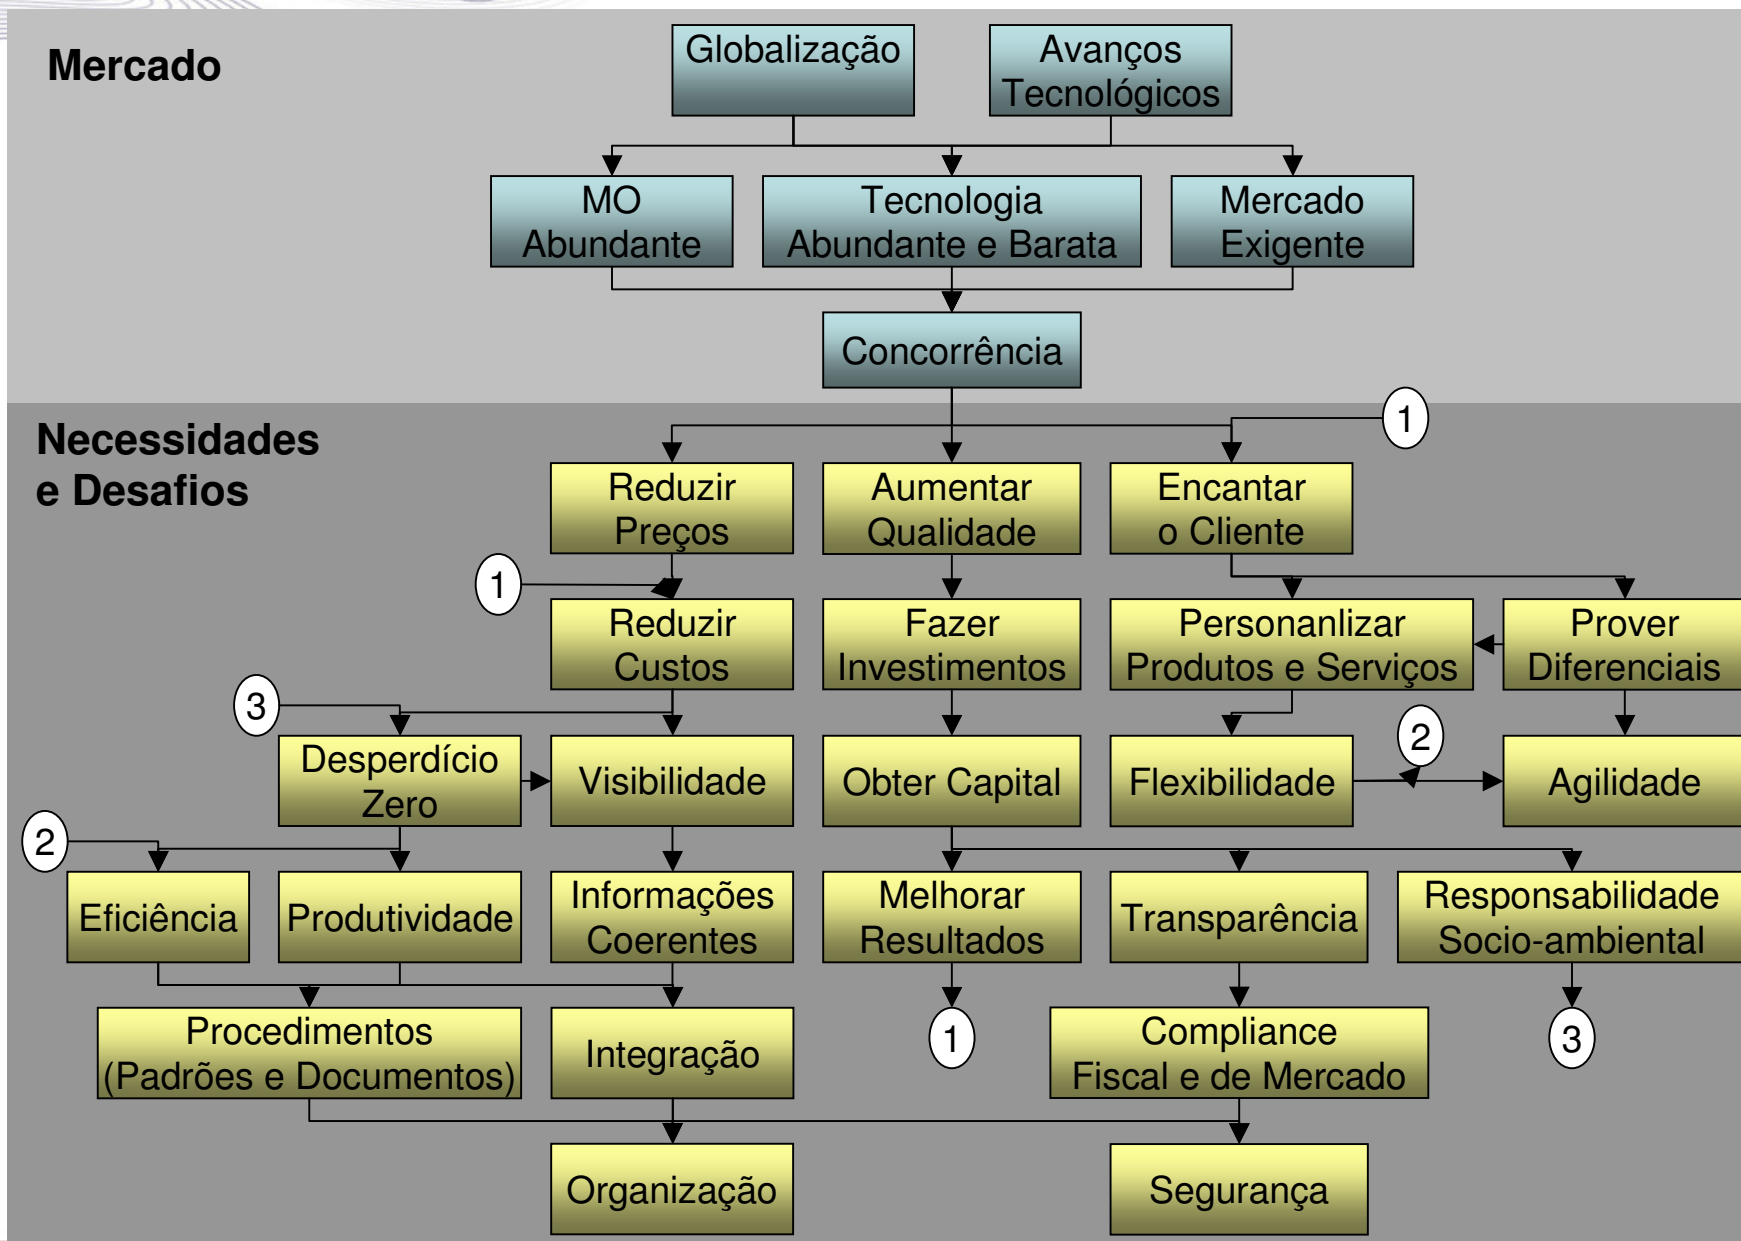 Mercado
Globalização
Avanços
Tecnológicos
MO
Abundante
Tecnologia
Abundante e Barata
Mercado
Exigente
Concorrência
Necessidades
e Desafios
1
Reduzir
Preços
Aumentar
Qualidade
Encantar
o Cliente
1
Reduzir
Custos
Fazer
Investimentos
Personanlizar
Produtos e Serviços
Prover
Diferenciais
3
Desperdício
Zero
Visibilidade
Obter Capital
Flexibilidade
2
Agilidade
2
Eficiência
Produtividade
Informações
Coerentes
Melhorar
Resultados
Transparência
Responsabilidade
Socio-ambiental
Procedimentos
(Padrões e Documentos)
Integração
1
Compliance
Fiscal e de Mercado
3
Organização
Segurança